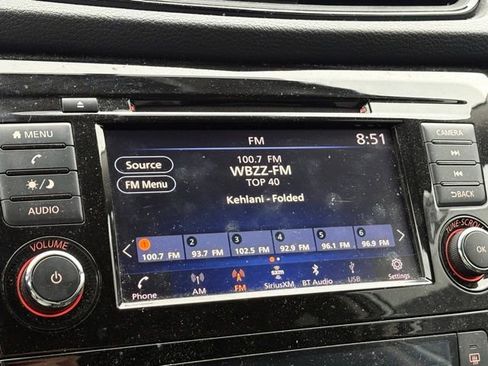 MENU
AUDIO
VOLUME
FM
8:51
Source
FM Menu
100.7 FM
WBZZ-FM
TOP 40
Kehlani - Folded
1 2 3 4 5 6
100.7 FM 93.7 FM 102.5 FM 92.9 FM 96.1 FM 96.9 FM
Phone AM FM SiriusXM BT Audio USB Settings
CAMERA
BACK
TUNE·SCROLL
OK